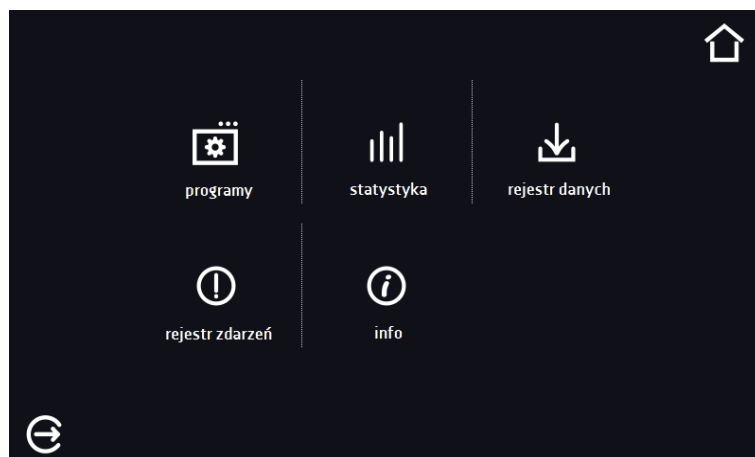 programy
statystyka
rejestr danych
rejestr zdarzeń
info